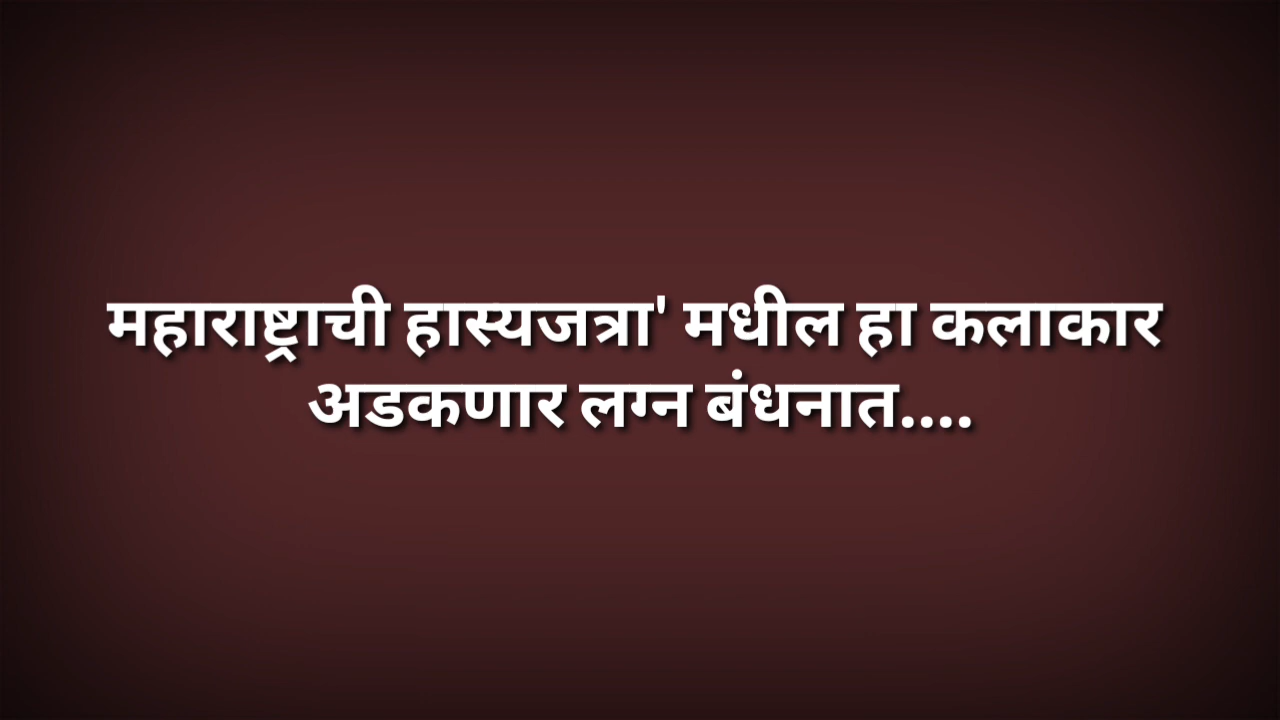 महाराष्ट्राची हास्यजत्रा' मधील हा कलाकार
अडकणार लग्न बंधनात....